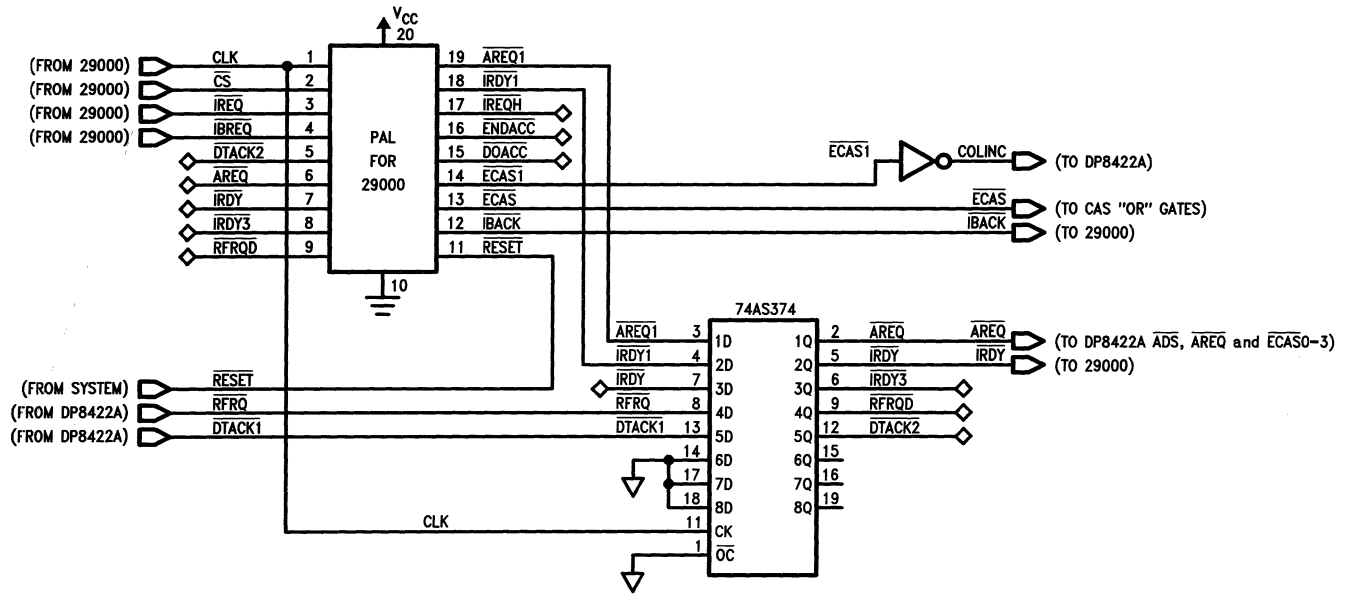 VCC
20
(FROM 29000) CLK 1 19 AREQ1
(FROM 29000) CS 2 18 IRDY1
(FROM 29000) IREQ 3 17 IREQH
(FROM 29000) IBREQ 4 PAL 16 ENDACC
DTACK2 5 FOR 15 DOACC ECAS1 COLINC (TO DP8422A)
AREQ 6 29000 14 ECAS1
IRDY 7 13 ECAS ECAS (TO CAS "OR" GATES)
IRDY3 8 12 IBACK IBACK (TO 29000)
RFRQD 9 11 RESET
10
74AS374
AREQ1 3 1D 1Q 2 AREQ AREQ (TO DP8422A ADS, AREQ and ECAS0-3)
IRDY1 4 2D 2Q 5 IRDY IRDY (TO 29000)
(FROM SYSTEM) RESET IRDY 7 3D 3Q 6 IRDY3
(FROM DP8422A) RFRQ RFRQ 8 4D 4Q 9 RFRQD
(FROM DP8422A) DTACK1 DTACK1 13 5D 5Q 12 DTACK2
14 6D 6Q 15
17 7D 7Q 16
18 8D 8Q 19
CLK 11 CK
1 OC